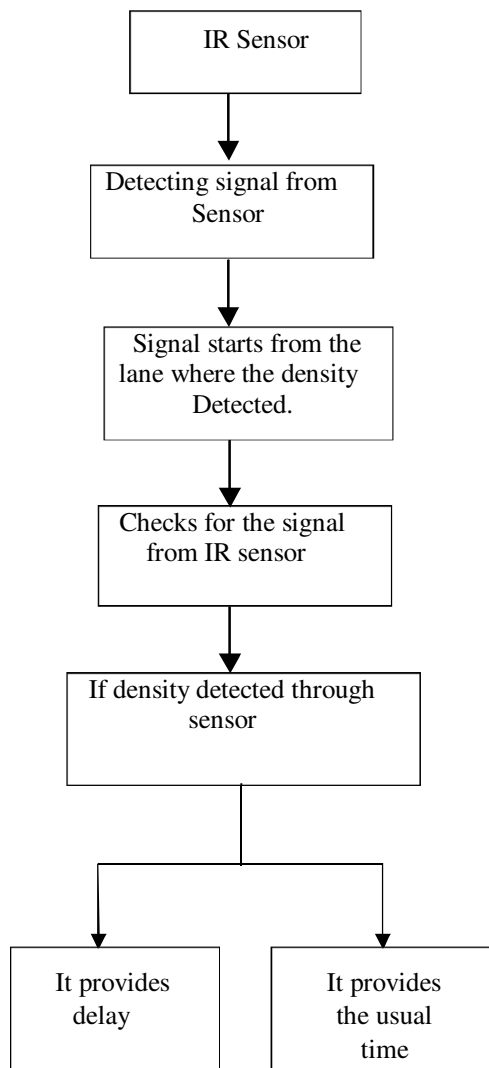 IR Sensor
Detecting signal from
Sensor
Signal starts from the
lane where the density
Detected.
Checks for the signal
from IR sensor
If density detected through
sensor
It provides
delay
It provides
the usual
time